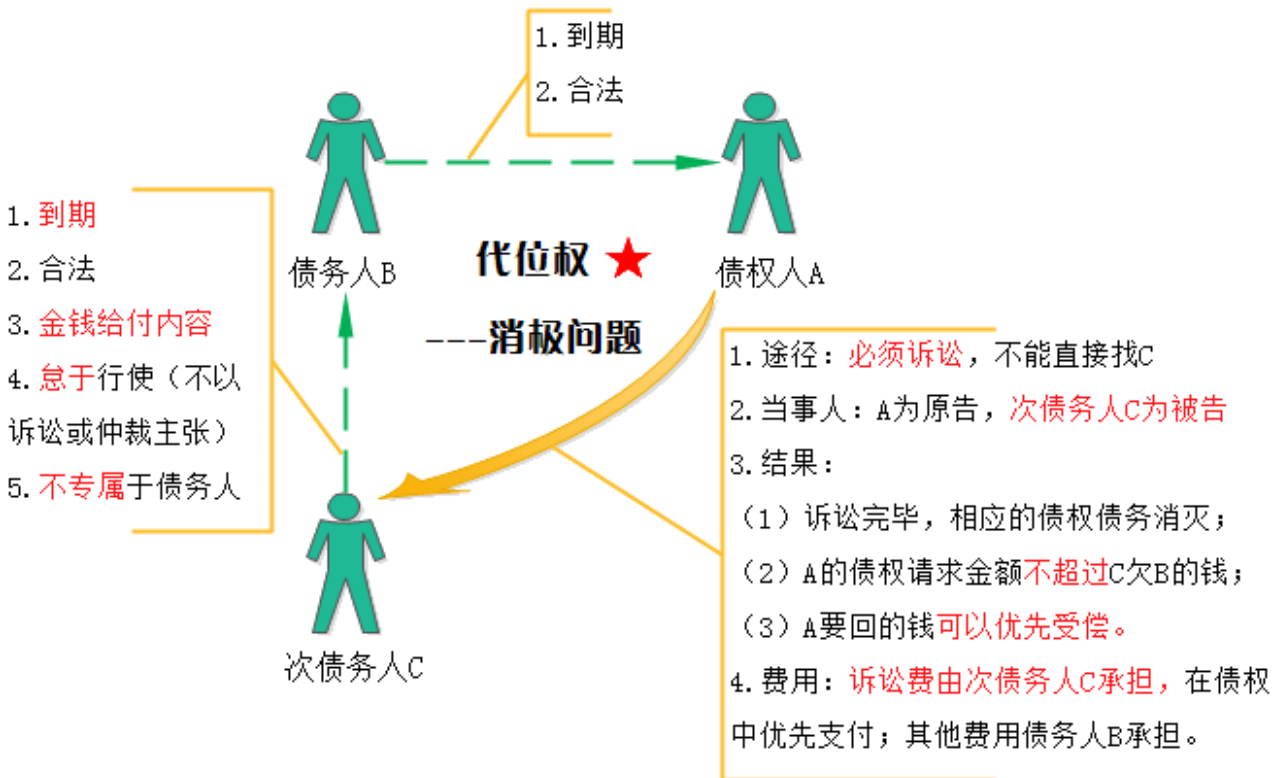 1.到期
2.合法
债务人B
债权人A
代位权
---消极问题
1.到期
2.合法
3.金钱给付内容
4.怠于行使（不以
诉讼或仲裁主张）
5.不专属于债务人
次债务人C
1.途径：必须诉讼，不能直接找C
2.当事人：A为原告，次债务人C为被告
3.结果：
（1）诉讼完毕，相应的债权债务消灭；
（2）A的债权请求金额不超过C欠B的钱；
（3）A要回的钱可以优先受偿。
4.费用：诉讼费由次债务人C承担，在债权
中优先支付；其他费用债务人B承担。